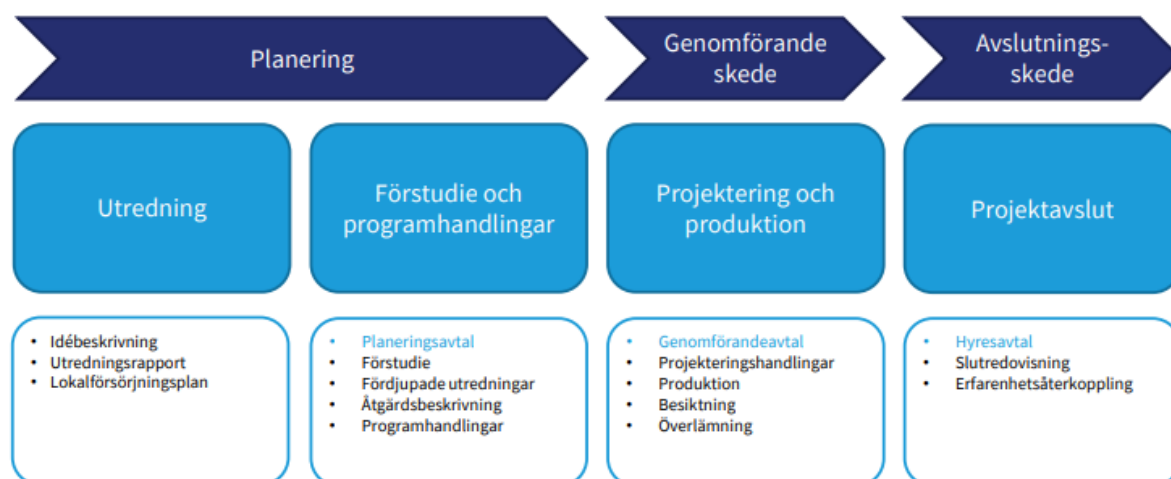 Planering
Genomförande
skede
Avslutnings-
skede
Utredning
Förstudie och
programhandlingar
Projektering och
produktion
Projektavslut
• Idébeskrivning
• Utredningsrapport
• Lokalförsörjningsplan
• Planeringsavtal
• Förstudie
• Fördjupade utredningar
• Åtgärdsbeskrivning
• Programhandlingar
• Genomförandeavtal
• Projekteringshandlingar
• Produktion
• Besiktning
• Överlämning
• Hyresavtal
• Slutredovisning
• Erfarenhetsåterkoppling